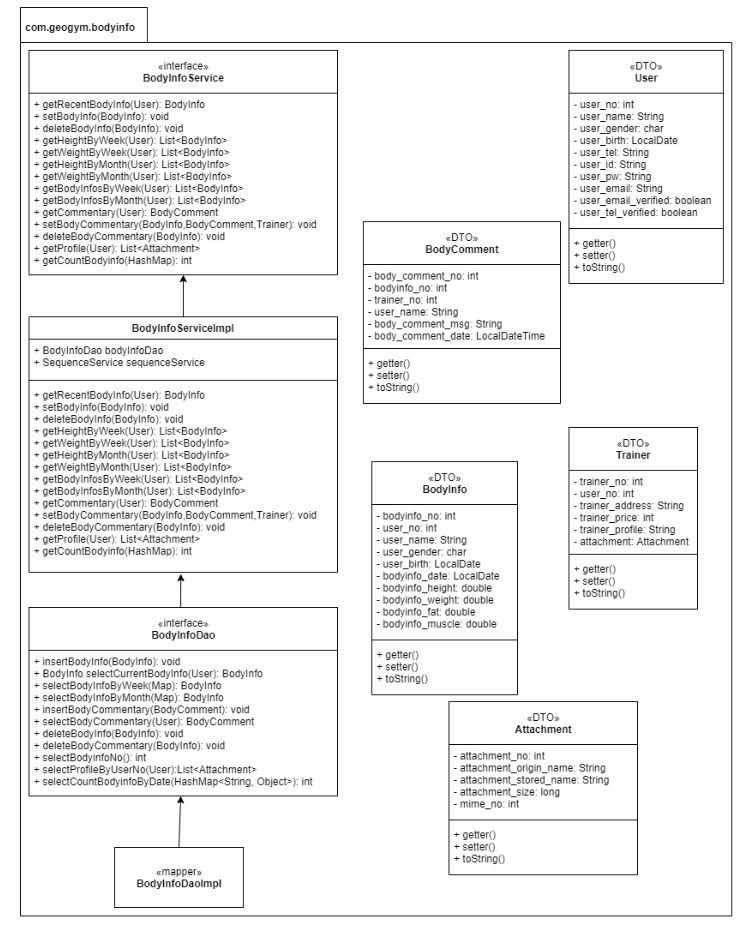 com.geogym.bodyinfo
«interface»
BodyInfoService
+ getRecentBodyInfo(User): BodyInfo
+ setBodyInfo(BodyInfo): void
+ deleteBodyInfo(BodyInfo): void
+ getHeightByWeek(User): List<BodyInfo>
+ getWeightByWeek(User): List<BodyInfo>
+ getHeightByMonth(User): List<BodyInfo>
+ getWeightByMonth(User): List<BodyInfo>
+ getBodyInfosByWeek(User): List<BodyInfo>
+ getBodyInfosByMonth(User): List<BodyInfo>
+ getCommentary(User): BodyComment
+ setBodyCommentary(BodyInfo,BodyComment,Trainer): void
+ deleteBodyCommentary(BodyInfo): void
+ getProfile(User): List<Attachment>
+ getCountBodyinfo(HashMap): int
BodyInfoServiceImpl
+ BodyInfoDao bodyInfoDao
+ SequenceService sequenceService
+ getRecentBodyInfo(User): BodyInfo
+ setBodyInfo(BodyInfo): void
+ deleteBodyInfo(BodyInfo): void
+ getHeightByWeek(User): List<BodyInfo>
+ getWeightByWeek(User): List<BodyInfo>
+ getHeightByMonth(User): List<BodyInfo>
+ getWeightByMonth(User): List<BodyInfo>
+ getBodyInfosByWeek(User): List<BodyInfo>
+ getBodyInfosByMonth(User): List<BodyInfo>
+ getCommentary(User): BodyComment
+ setBodyCommentary(BodyInfo,BodyComment,Trainer): void
+ deleteBodyCommentary(BodyInfo): void
+ getProfile(User): List<Attachment>
+ getCountBodyinfo(HashMap): int
«interface»
BodyInfoDao
+ insertBodyInfo(BodyInfo): void
+ BodyInfo selectCurrentBodyInfo(User): BodyInfo
+ selectBodyInfoByWeek(Map): BodyInfo
+ selectBodyInfoByMonth(Map): BodyInfo
+ insertBodyCommentary(BodyComment): void
+ selectBodyCommentary(User): BodyComment
+ deleteBodyInfo(BodyInfo): void
+ deleteBodyCommentary(BodyInfo): void
+ selectBodyinfoNo(): int
+ selectProfileByUserNo(User):List<Attachment>
+ selectCountBodyinfoByDate(HashMap<String, Object>): int
«mapper»
BodyInfoDaoImpl
«DTO»
BodyComment
- body_comment_no: int
- bodyinfo_no: int
- trainer_no: int
- user_name: String
- body_comment_msg: String
- body_comment_date: LocalDateTime
+ getter()
+ setter()
+ toString()
«DTO»
BodyInfo
- bodyinfo_no: int
- user_no: int
- user_name: String
- user_gender: char
- user_birth: LocalDate
- bodyinfo_date: LocalDate
- bodyinfo_height: double
- bodyinfo_weight: double
- bodyinfo_fat: double
- bodyinfo_muscle: double
+ getter()
+ setter()
+ toString()
«DTO»
Attachment
- attachment_no: int
- attachment_origin_name: String
- attachment_stored_name: String
- attachment_size: long
- mime_no: int
+ getter()
+ setter()
+ toString()
«DTO»
User
- user_no: int
- user_name: String
- user_gender: char
- user_birth: LocalDate
- user_tel: String
- user_id: String
- user_pw: String
- user_email: String
- user_email_verified: boolean
- user_tel_verified: boolean
+ getter()
+ setter()
+ toString()
«DTO»
Trainer
- trainer_no: int
- user_no: int
- trainer_address: String
- trainer_price: int
- trainer_profile: String
- attachment: Attachment
+ getter()
+ setter()
+ toString()